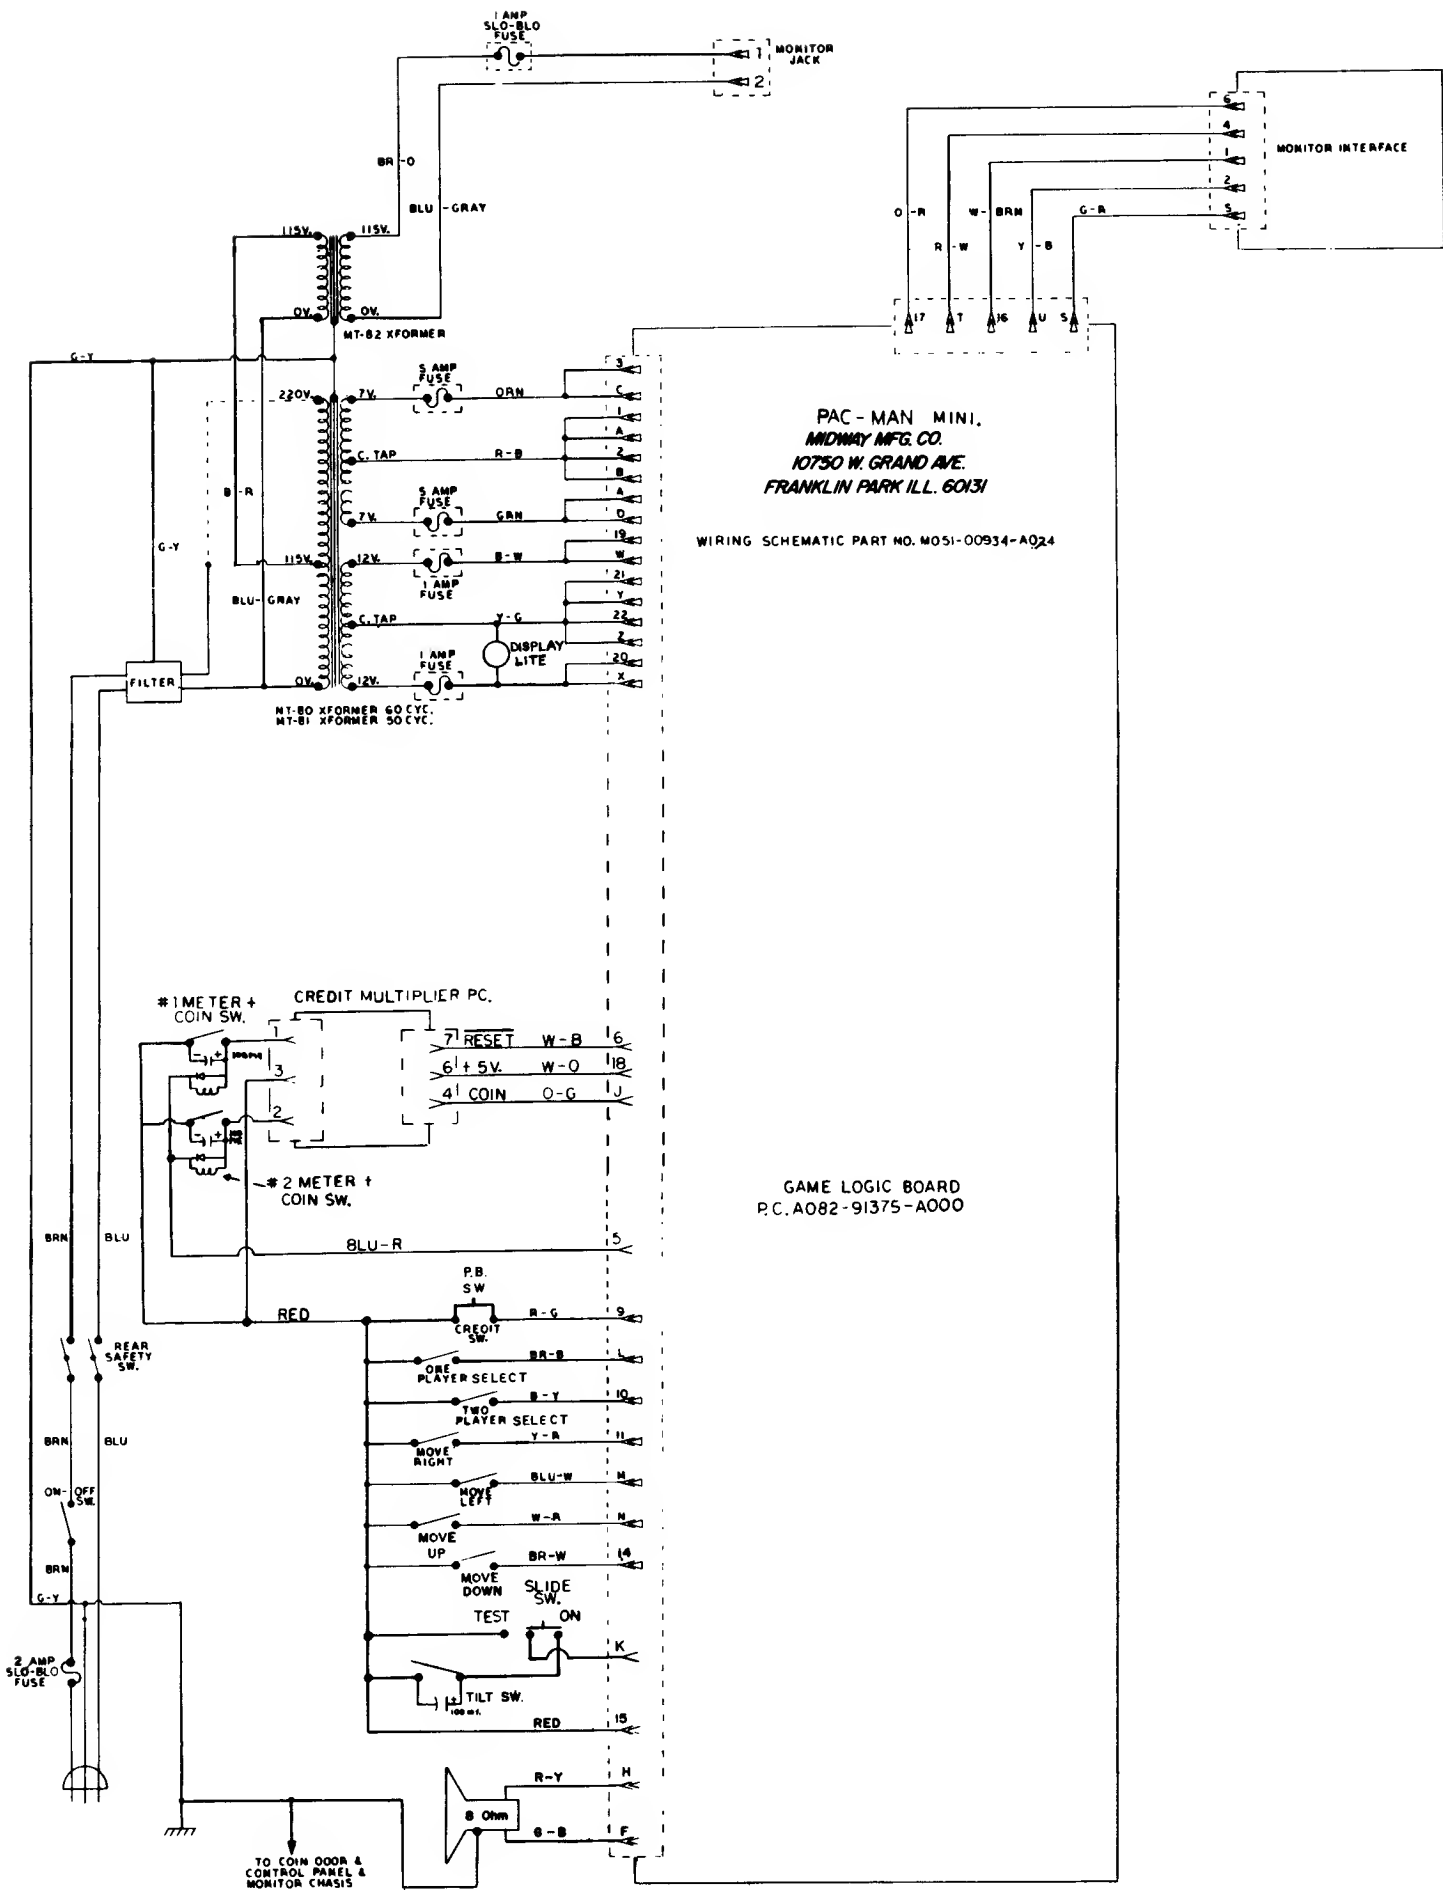 1 AMP
SLO-BLO
FUSE
1
MONITOR
JACK
2
BR-O
BLU-GRAY
115V.
115V.
0V.
0V.
MT-82 XFORMER
6
4
1
2
5
MONITOR INTERFACE
O-R
R-W
W-BRN
Y-B
G-R
17
T
16
U
S
G-Y
G-Y
B-R
BLU-GRAY
FILTER
220V.
115V.
0V.
7V.
C. TAP
7V.
12V.
C. TAP
12V.
5 AMP
FUSE
ORN
R-B
5 AMP
FUSE
GRN
B-W
1 AMP
FUSE
Y-G
DISPLAY
LITE
1 AMP
FUSE
3
C
1
A
2
B
A
D
19
W
21
Y
22
Z
20
X
NT-80 XFORMER 60 CYC.
MT-81 XFORMER 50 CYC.
PAC-MAN MINI.
MIDWAY MFG. CO.
10750 W. GRAND AVE.
FRANKLIN PARK ILL. 60131
WIRING SCHEMATIC PART NO. M051-00934-A024
#1 METER +
COIN SW.
CREDIT MULTIPLIER PC.
1
3
2
- +
- +
7 RESET W-B 6
6 +5V. W-O 18
4 COIN O-G J
#2 METER +
COIN SW.
GAME LOGIC BOARD
P.C. A082-91375-A000
BLU-R 5
BRN
BLU
REAR
SAFETY
SW.
BRN
BLU
ON-OFF
SW.
BRN
G-Y
2 AMP
SLO-BLO
FUSE
RED
P.B.
SW
CREDIT
SW.
R-G 9
ONE
PLAYER SELECT
BR-B L
TWO
PLAYER SELECT
B-Y 10
MOVE
RIGHT
Y-R 11
MOVE
LEFT
BLU-W M
MOVE
UP
W-R N
MOVE
DOWN
BR-W 14
SLIDE
SW.
TEST
ON
K
TILT SW.
RED 15
8 Ohm
R-Y H
G-B F
TO COIN DOOR &
CONTROL PANEL &
MONITOR CHASIS